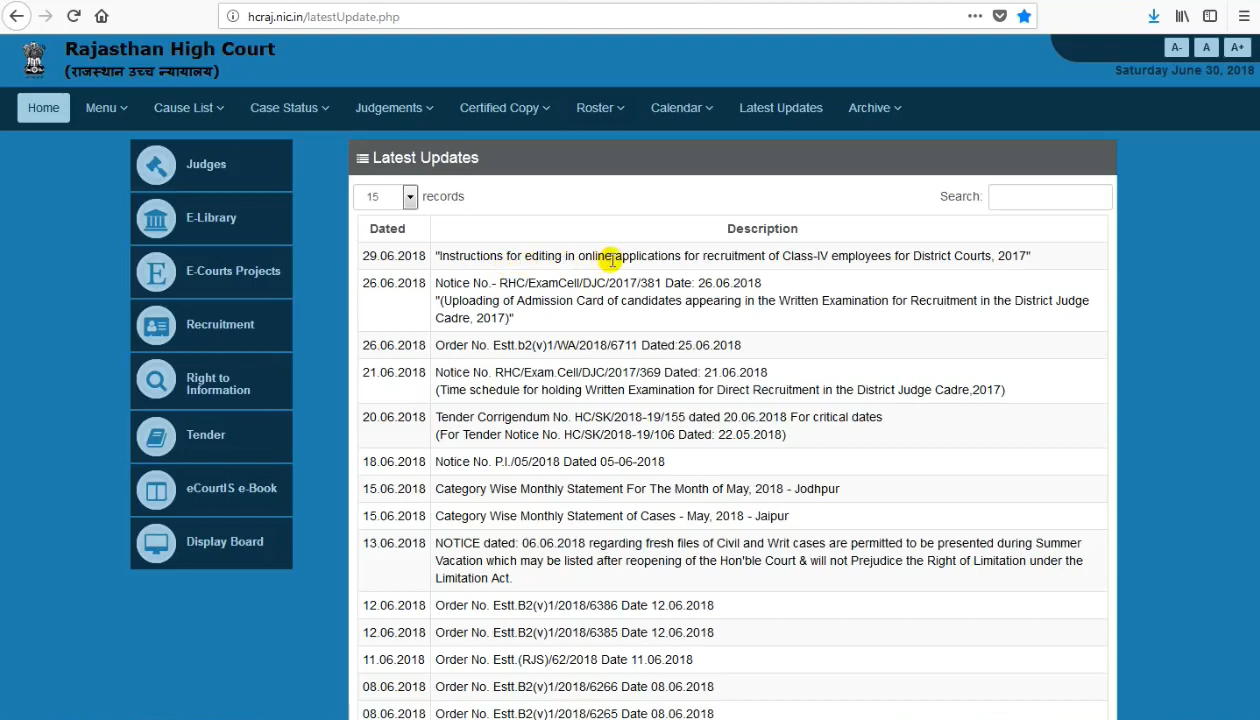 hcraj.nic.in/latestUpdate.php
Rajasthan High Court
(राजस्थान उच्च न्यायालय)
A- A A+
Saturday June 30, 2018
Home Menu Cause List Case Status Judgements Certified Copy Roster Calendar Latest Updates Archive
Judges
E-Library
E-Courts Projects
Recruitment
Right to
Information
Tender
eCourtIS e-Book
Display Board
Latest Updates
15 records Search:
Dated Description
29.06.2018 "Instructions for editing in online applications for recruitment of Class-IV employees for District Courts, 2017"
26.06.2018 Notice No.- RHC/ExamCell/DJC/2017/381 Date: 26.06.2018
"(Uploading of Admission Card of candidates appearing in the Written Examination for Recruitment in the District Judge
Cadre, 2017)"
26.06.2018 Order No. Estt.b2(v)1/WA/2018/6711 Dated:25.06.2018
21.06.2018 Notice No. RHC/Exam.Cell/DJC/2017/369 Dated: 21.06.2018
(Time schedule for holding Written Examination for Direct Recruitment in the District Judge Cadre,2017)
20.06.2018 Tender Corrigendum No. HC/SK/2018-19/155 dated 20.06.2018 For critical dates
(For Tender Notice No. HC/SK/2018-19/106 Dated: 22.05.2018)
18.06.2018 Notice No. P.I./05/2018 Dated 05-06-2018
15.06.2018 Category Wise Monthly Statement For The Month of May, 2018 - Jodhpur
15.06.2018 Category Wise Monthly Statement of Cases - May, 2018 - Jaipur
13.06.2018 NOTICE dated: 06.06.2018 regarding fresh files of Civil and Writ cases are permitted to be presented during Summer
Vacation which may be listed after reopening of the Hon'ble Court & will not Prejudice the Right of Limitation under the
Limitation Act.
12.06.2018 Order No. Estt.B2(v)1/2018/6386 Date 12.06.2018
12.06.2018 Order No. Estt.B2(v)1/2018/6385 Date 12.06.2018
11.06.2018 Order No. Estt.(RJS)/62/2018 Date 11.06.2018
08.06.2018 Order No. Estt.B2(v)1/2018/6266 Date 08.06.2018
08.06.2018 Order No. Estt.B2(v)1/2018/6265 Date 08.06.2018